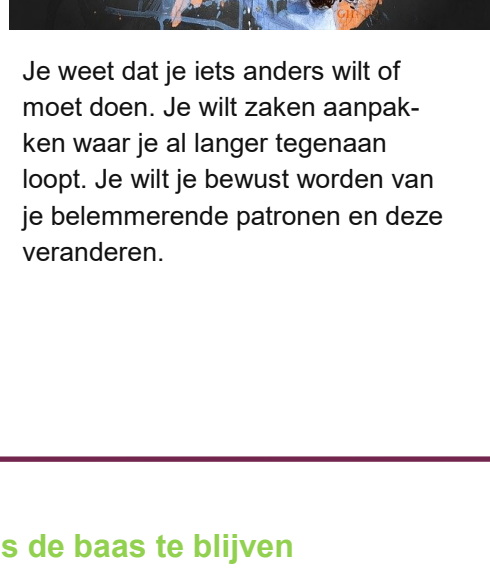 Je weet dat je iets anders wilt of
moet doen. Je wilt zaken aanpak-
ken waar je al langer tegenaan
loopt. Je wilt je bewust worden van
je belemmerende patronen en deze
veranderen.
s de baas te blijven